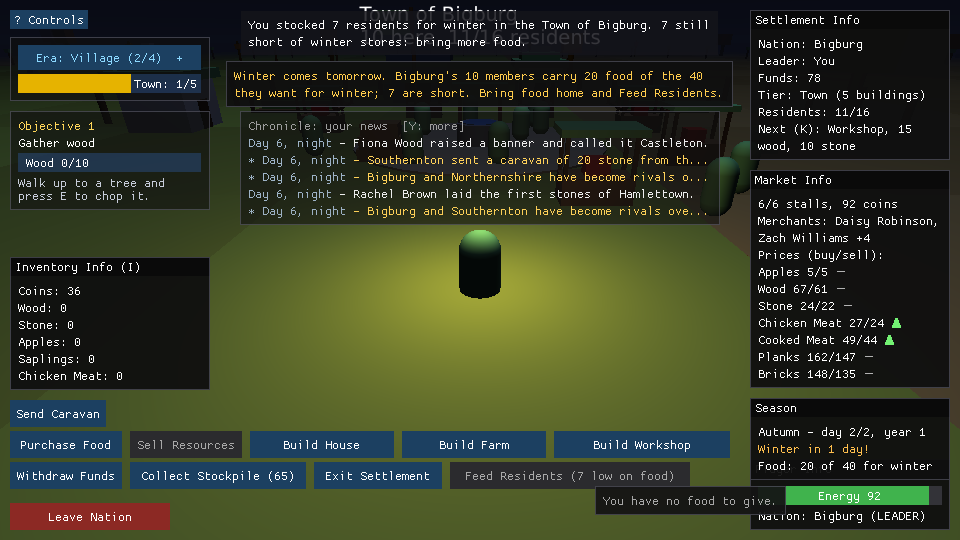 ? Controls
Era: Village (2/4)  +
Town: 1/5
Objective 1
Gather wood
Wood 0/10
Walk up to a tree and
press E to chop it.
Inventory Info (I)
Coins: 36
Wood: 0
Stone: 0
Apples: 0
Saplings: 0
Chicken Meat: 0
Town of Bigburg
residents
You stocked 7 residents for winter in the Town of Bigburg. 7 still
short of winter stores: bring more food.
Winter comes tomorrow. Bigburg's 10 members carry 20 food of the 40
they want for winter; 7 are short. Bring food home and Feed Residents.
Chronicle: your news  [Y: more]
Day 6, night – Fiona Wood raised a banner and called it Castleton.
* Day 6, night – Southernton sent a caravan of 20 stone from th...
* Day 6, night – Bigburg and Northernshire have become rivals o...
Day 6, night – Rachel Brown laid the first stones of Hamlettown.
* Day 6, night – Bigburg and Southernton have become rivals ove...
Settlement Info
Nation: Bigburg
Leader: You
Funds: 78
Tier: Town (5 buildings)
Residents: 11/16
Next (K): Workshop, 15
wood, 10 stone
Market Info
6/6 stalls, 92 coins
Merchants: Daisy Robinson,
Zach Williams +4
Prices (buy/sell):
Apples 5/5 —
Wood 67/61 —
Stone 24/22 —
Chicken Meat 27/24 ▲
Cooked Meat 49/44 ▲
Planks 162/147 —
Bricks 148/135 —
Season
Autumn – day 2/2, year 1
Winter in 1 day!
Food: 20 of 40 for winter
Energy 92
Nation: Bigburg (LEADER)
Send Caravan
Purchase Food
Sell Resources
Build House
Build Farm
Build Workshop
Withdraw Funds
Collect Stockpile (65)
Exit Settlement
Feed Residents (7 low on food)
You have no food to give.
Leave Nation